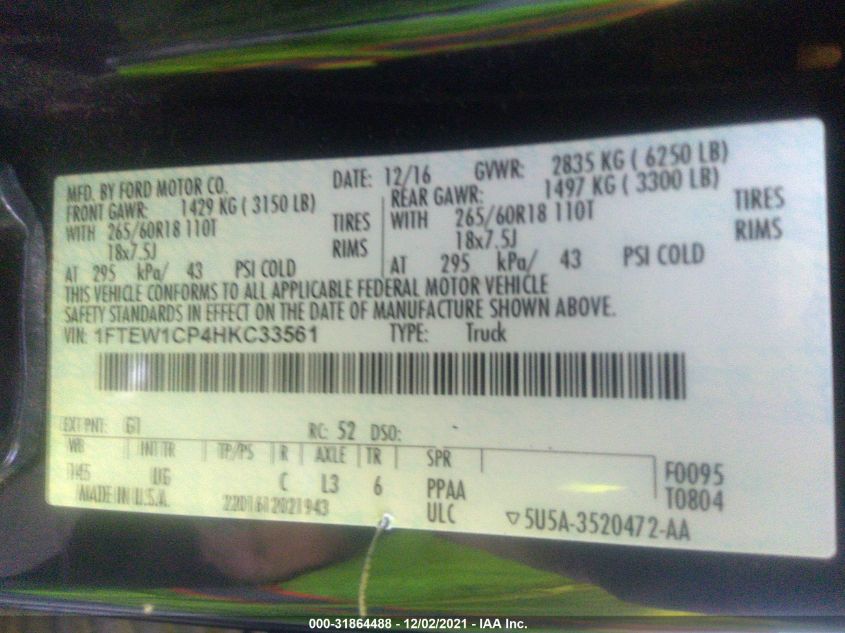 MFD. BY FORD MOTOR CO. DATE: 12/16 GVWR: 2835 KG ( 6250 LB)
FRONT GAWR: 1429 KG ( 3150 LB) REAR GAWR: 1497 KG ( 3300 LB)
WITH 265/60R18 110T TIRES WITH 265/60R18 110T TIRES
18x7.5J RIMS 18x7.5J RIMS
AT 295 kPa/ 43 PSI COLD AT 295 kPa/ 43 PSI COLD
THIS VEHICLE CONFORMS TO ALL APPLICABLE FEDERAL MOTOR VEHICLE
SAFETY STANDARDS IN EFFECT ON THE DATE OF MANUFACTURE SHOWN ABOVE.
VIN: 1FTEW1CP4HKC33561 TYPE: Truck
EXT PNT: G1 RC: 52 DSO: -
WB INT TR TP/PS R AXLE TR SPR
145 UG C L3 6 PPAA F0095
MADE IN U.S.A. 2201612021943 ULC T0804
▽5U5A-3520472-AA
000-31864488 - 12/02/2021 - IAA Inc.